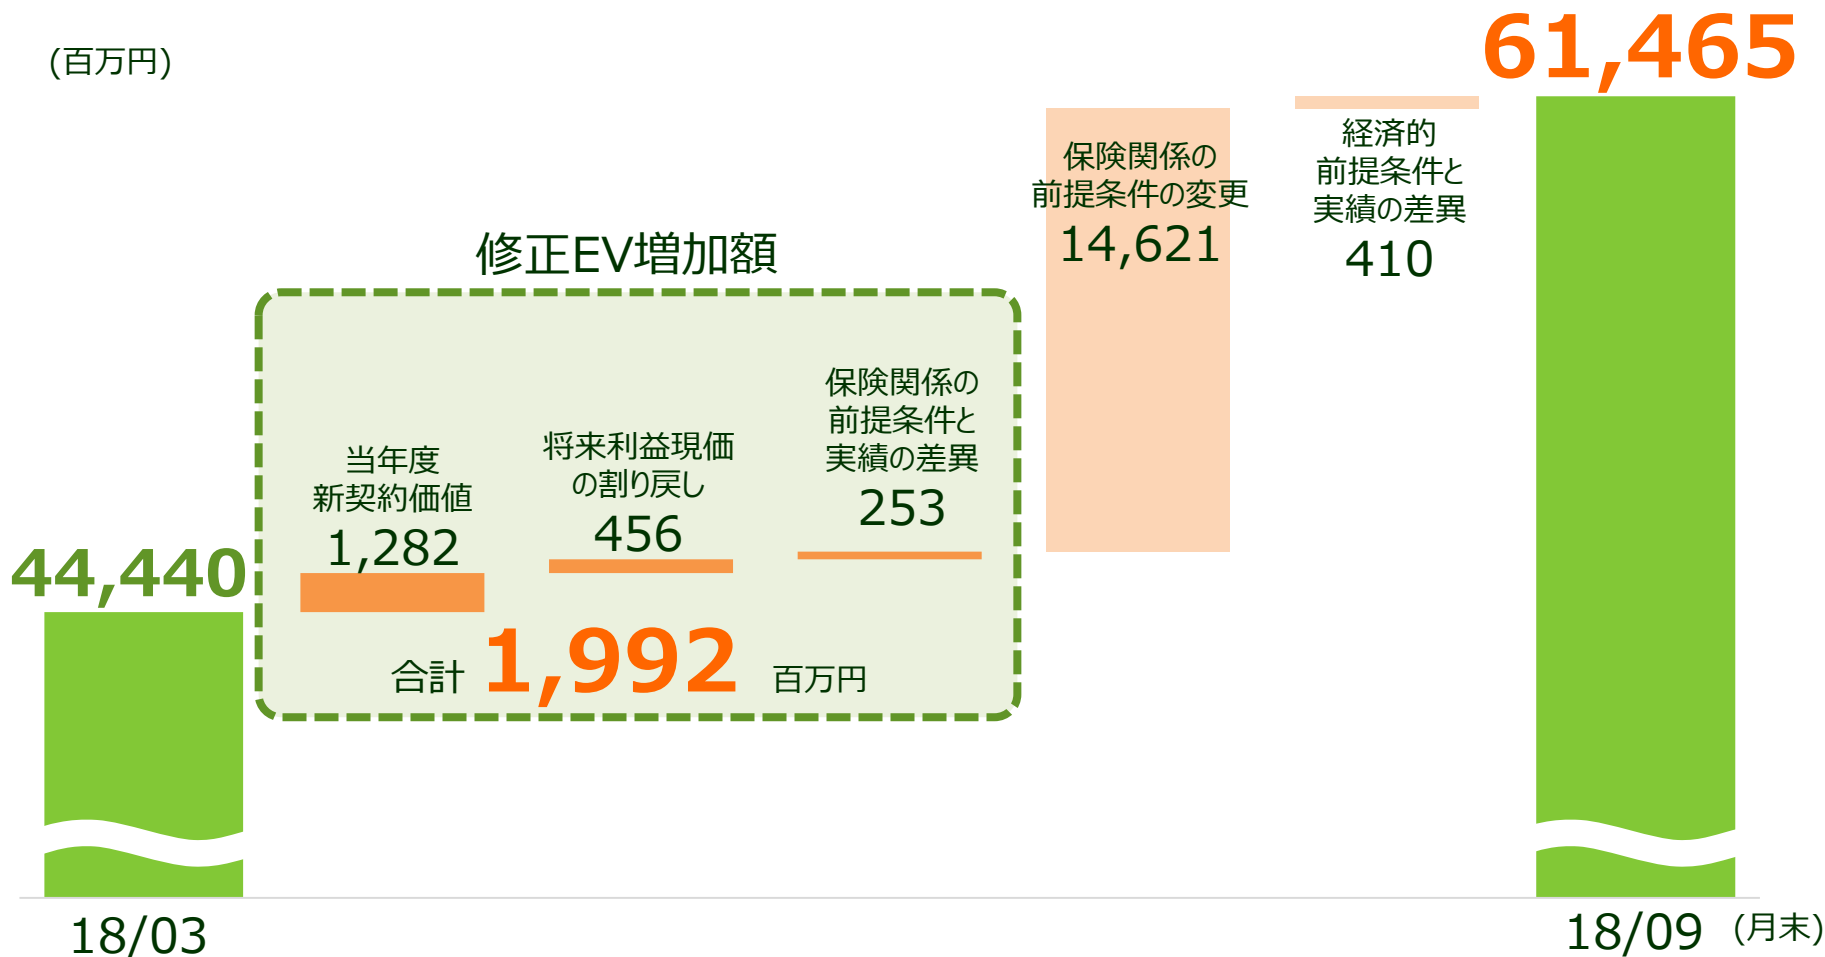 (百万円)
61,465
保険関係の
前提条件の変更
14,621
経済的
前提条件と
実績の差異
410
修正EV増加額
保険関係の
前提条件と
実績の差異
253
将来利益現価
の割り戻し
456
当年度
新契約価値
1,282
44,440
合計 1,992 百万円
18/03
18/09 (月末)